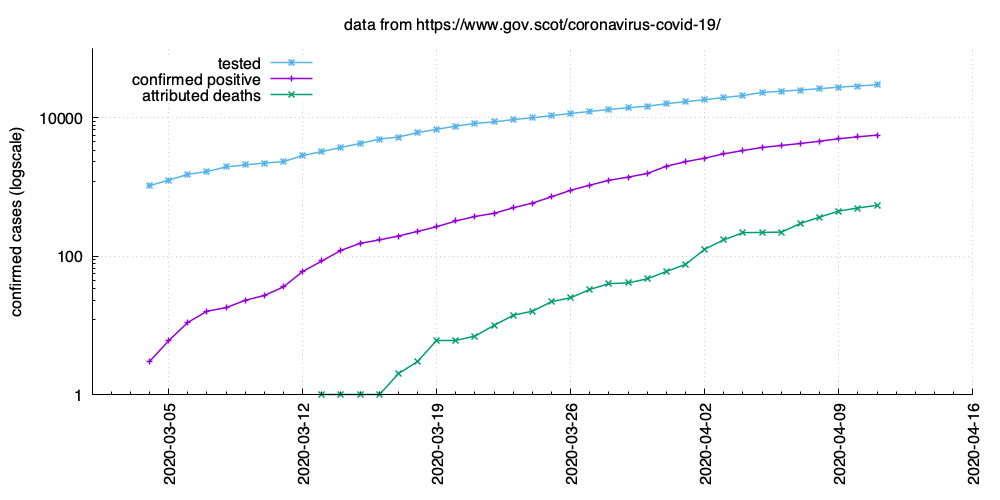 data from https://www.gov.scot/coronavirus-covid-19/
tested
confirmed positive
attributed deaths
confirmed cases (logscale)
10000
100
1
2020-03-05
2020-03-12
2020-03-19
2020-03-26
2020-04-02
2020-04-09
2020-04-16